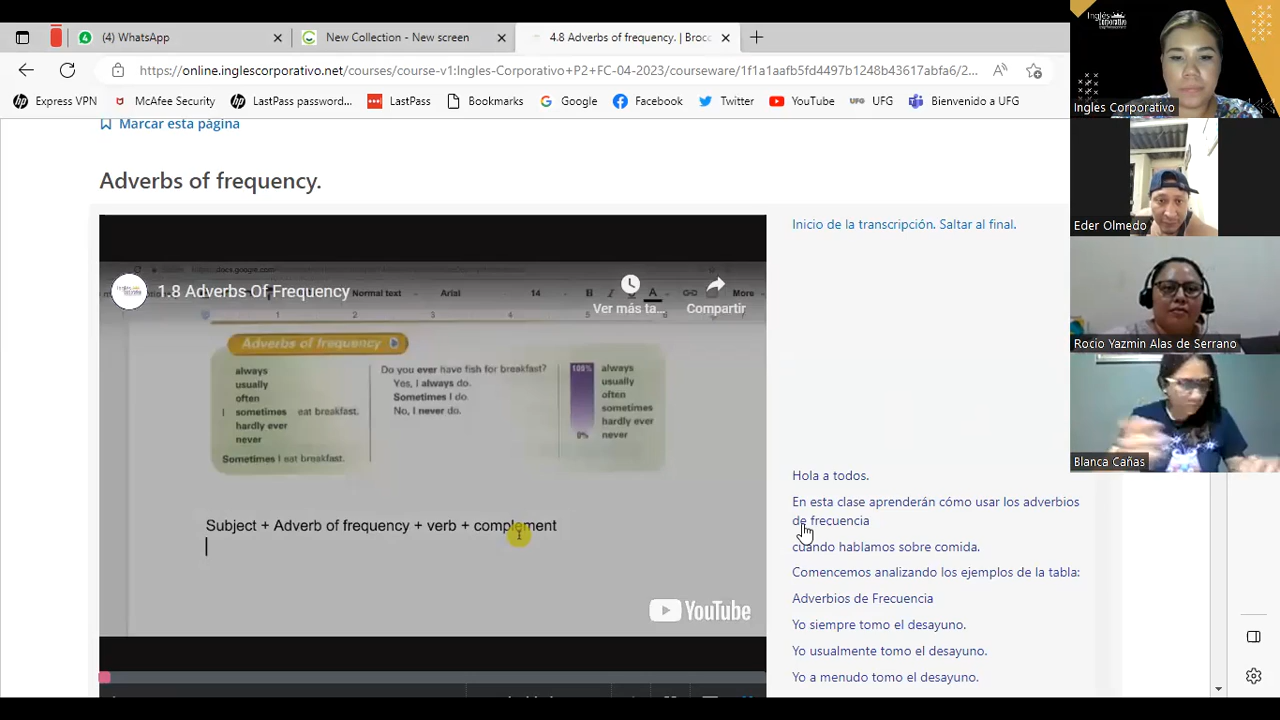 (4) WhatsApp
New Collection - New screen
4.8 Adverbs of frequency. | Brocc
https://online.inglescorporativo.net/courses/course-v1:Ingles-Corporativo+P2+FC-04-2023/courseware/1f1a1aafb5fd4497b1248b43617abfa6/2...
Express VPN
McAfee Security
LastPass password...
LastPass
Bookmarks
Google
Facebook
Twitter
YouTube
UFG
Bienvenido a UFG
Marcar esta página
Adverbs of frequency.
1.8 Adverbs Of Frequency
Ver más ta...
Compartir
Normal text
Arial
14
B I U A
More
1 2 3 4 5
Adverbs of frequency
always
usually
often
I sometimes eat breakfast.
hardly ever
never
Sometimes I eat breakfast.
Do you ever have fish for breakfast?
Yes, I always do.
Sometimes I do.
No, I never do.
100% always
usually
often
sometimes
hardly ever
0% never
Subject + Adverb of frequency + verb + complement
YouTube
Inicio de la transcripción. Saltar al final.
Hola a todos.
En esta clase aprenderán cómo usar los adverbios
de frecuencia
cuando hablamos sobre comida.
Comencemos analizando los ejemplos de la tabla:
Adverbios de Frecuencia
Yo siempre tomo el desayuno.
Yo usualmente tomo el desayuno.
Yo a menudo tomo el desayuno.
Inglés
Corporativo
Ingles Corporativo
Eder Olmedo
Rocio Yazmin Alas de Serrano
Blanca Cañas